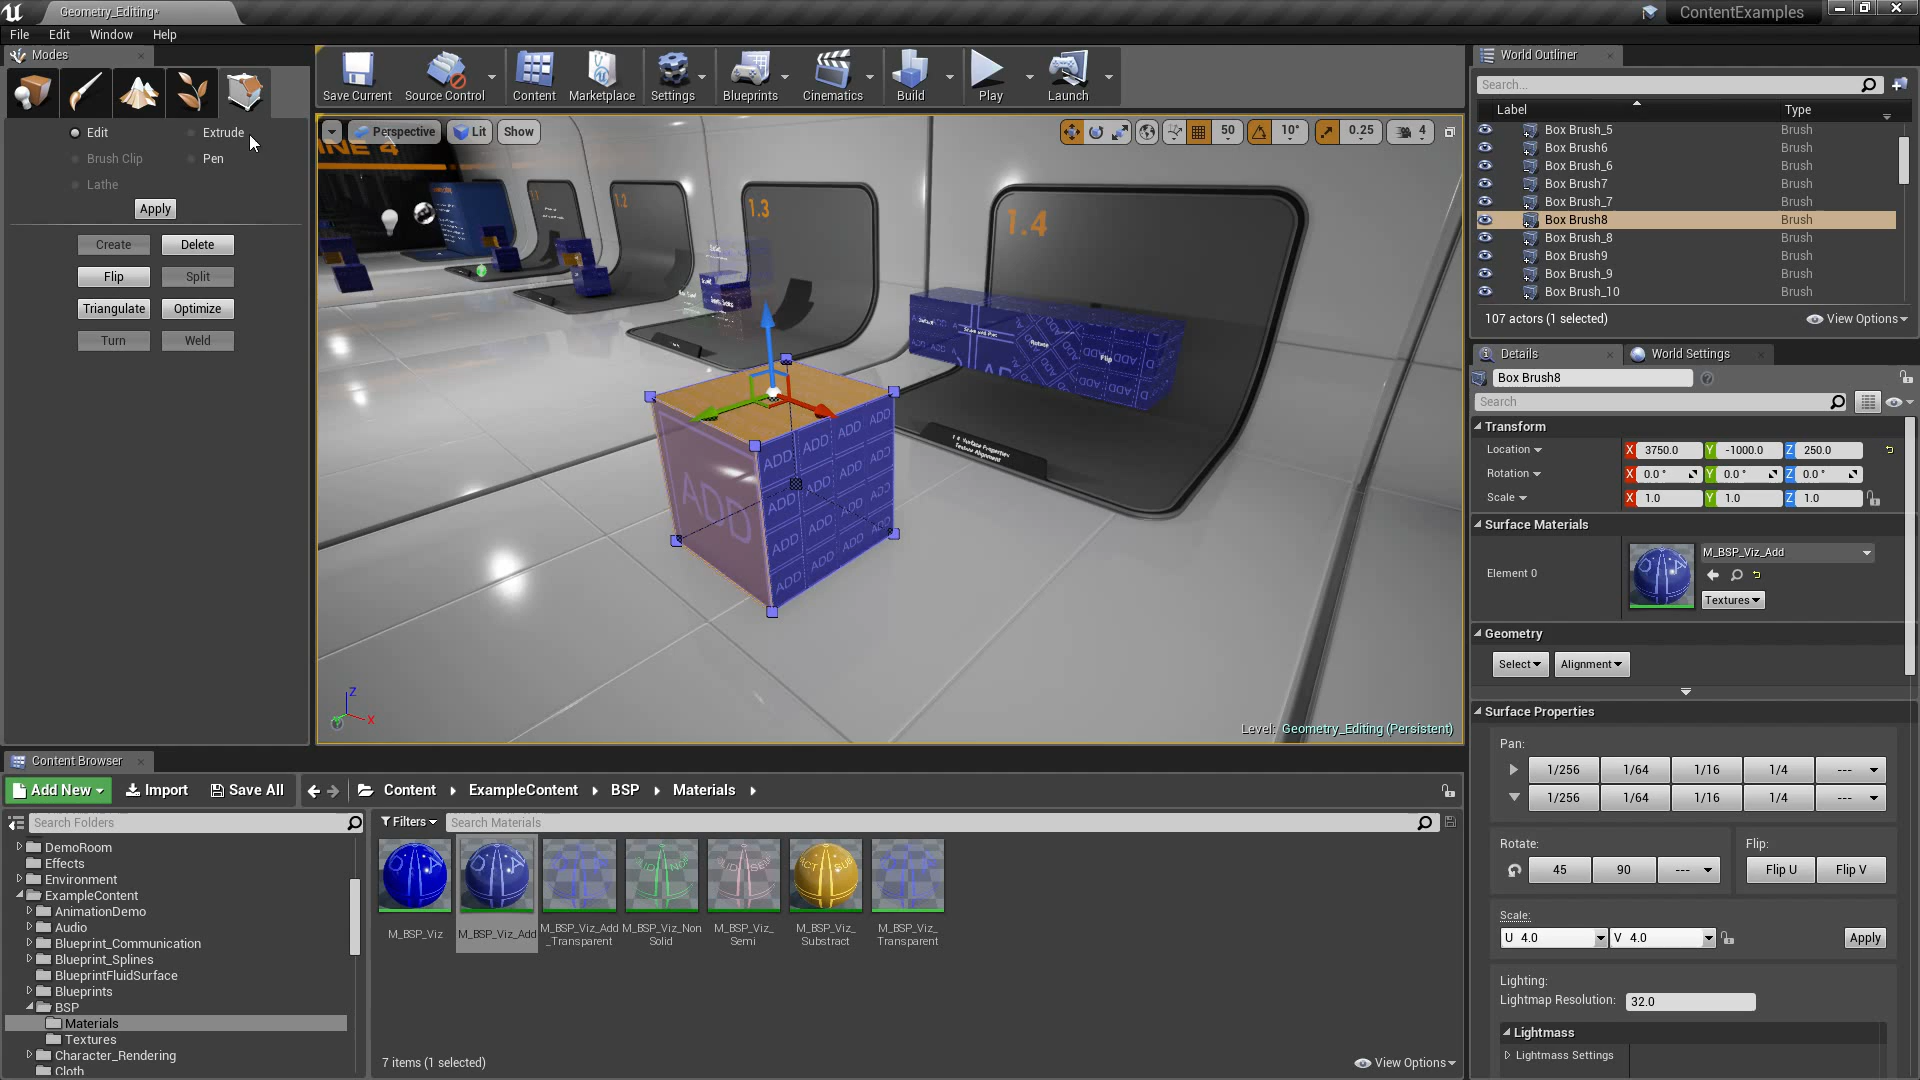 Geometry_Editing*
ContentExamples
File Edit Window Help
Modes
Edit
Extrude
Brush Clip
Pen
Lathe
Apply
Create
Delete
Flip
Split
Triangulate
Optimize
Turn
Weld
Save Current
Source Control
Content
Marketplace
Settings
Blueprints
Cinematics
Build
Play
Launch
Perspective
Lit
Show
50
10°
0.25
4
1.2
1.3
1.4
ADD
ADD
ADD
ADD
ADD
ADD
ADD
ADD
Rotate
Flip
Z
X
Level: Geometry_Editing (Persistent)
World Outliner
Search...
Label
Type
Box Brush_5 Brush
Box Brush6 Brush
Box Brush_6 Brush
Box Brush7 Brush
Box Brush_7 Brush
Box Brush8 Brush
Box Brush_8 Brush
Box Brush9 Brush
Box Brush_9 Brush
Box Brush_10 Brush
107 actors (1 selected)
View Options
Details
World Settings
Box Brush8
Search
Transform
Location X 3750.0 Y -1000.0 Z 250.0
Rotation X 0.0 ° Y 0.0 ° Z 0.0 °
Scale X 1.0 Y 1.0 Z 1.0
Surface Materials
Element 0
M_BSP_Viz_Add
Textures
Geometry
Select
Alignment
Surface Properties
Pan:
1/256 1/64 1/16 1/4 ---
1/256 1/64 1/16 1/4 ---
Rotate:
Flip:
45 90 ---
Flip U
Flip V
Scale:
U 4.0
V 4.0
Apply
Lighting:
Lightmap Resolution: 32.0
Lightmass
Lightmass Settings
Content Browser
Add New
Import
Save All
Content
ExampleContent
BSP
Materials
Search Folders
Filters
Search Materials
DemoRoom
Effects
Environment
ExampleContent
AnimationDemo
Audio
Blueprint_Communication
Blueprint_Splines
BlueprintFluidSurface
Blueprints
BSP
Materials
Textures
Character_Rendering
Cloth
M_BSP_Viz
M_BSP_Viz_Add
M_BSP_Viz_Add
_Transparent
M_BSP_Viz_Non
Solid
M_BSP_Viz_
Semi
M_BSP_Viz_
Substract
M_BSP_Viz_
Transparent
7 items (1 selected)
View Options